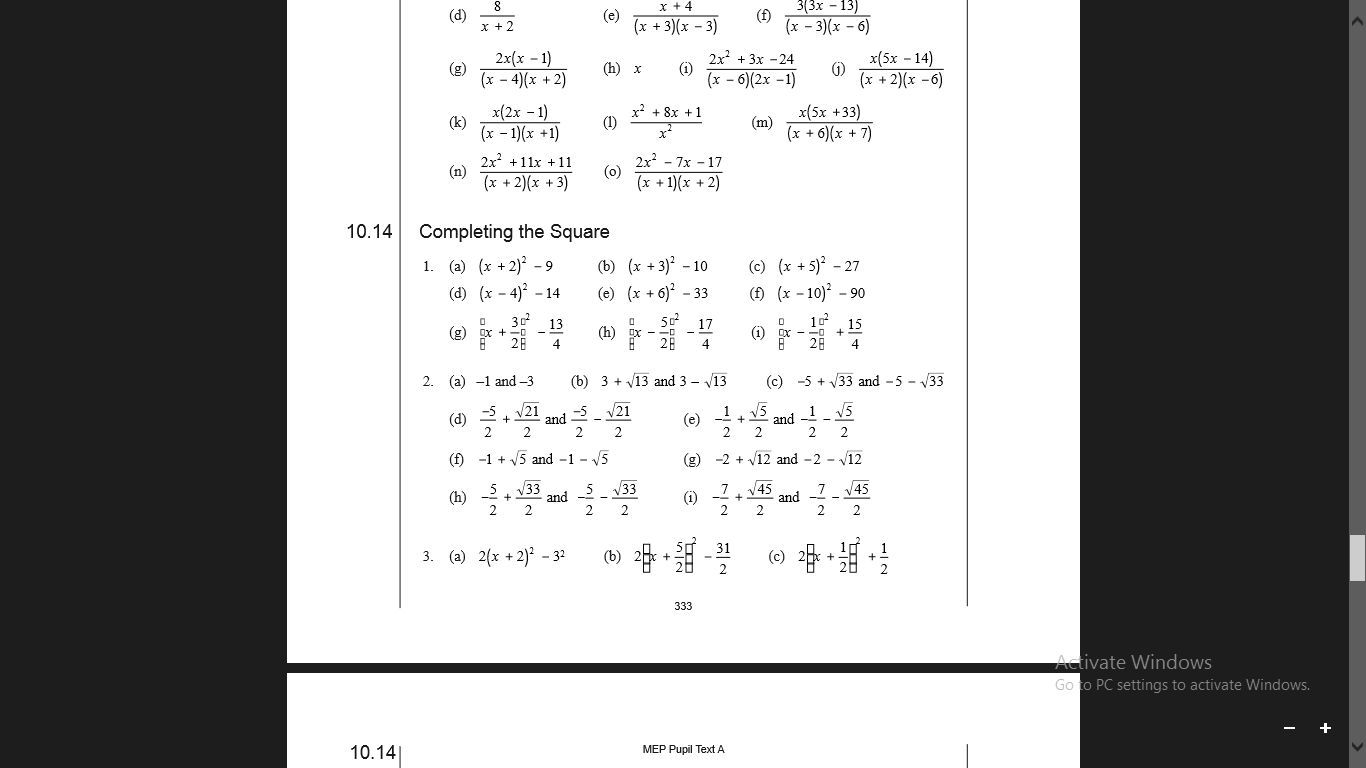 (d) 8/(x + 2) (e) (x + 4)/((x + 3)(x − 3)) (f) 3(3x − 13)/((x − 3)(x − 6))
(g) 2x(x − 1)/((x − 4)(x + 2)) (h) x (i) (2x² + 3x − 24)/((x − 6)(2x − 1)) (j) x(5x − 14)/((x + 2)(x − 6))
(k) x(2x − 1)/((x − 1)(x + 1)) (l) (x² + 8x + 1)/x² (m) x(5x + 33)/((x + 6)(x + 7))
(n) (2x² + 11x + 11)/((x + 2)(x + 3)) (o) (2x² − 7x − 17)/((x + 1)(x + 2))
10.14 Completing the Square
1. (a) (x + 2)² − 9 (b) (x + 3)² − 10 (c) (x + 5)² − 27
(d) (x − 4)² − 14 (e) (x + 6)² − 33 (f) (x − 10)² − 90
(g) (x + 3/2)² − 13/4 (h) (x − 5/2)² − 17/4 (i) (x − 1/2)² + 15/4
2. (a) −1 and −3 (b) 3 + √13 and 3 − √13 (c) −5 + √33 and −5 − √33
(d) −5/2 + √21/2 and −5/2 − √21/2 (e) −1/2 + √5/2 and −1/2 − √5/2
(f) −1 + √5 and −1 − √5 (g) −2 + √12 and −2 − √12
(h) −5/2 + √33/2 and −5/2 − √33/2 (i) −7/2 + √45/2 and −7/2 − √45/2
3. (a) 2(x + 2)² − 3² (b) 2(x + 5/2)² − 31/2 (c) 2(x + 1/2)² + 1/2
333
Activate Windows
Go to PC settings to activate Windows.
10.14 MEP Pupil Text A